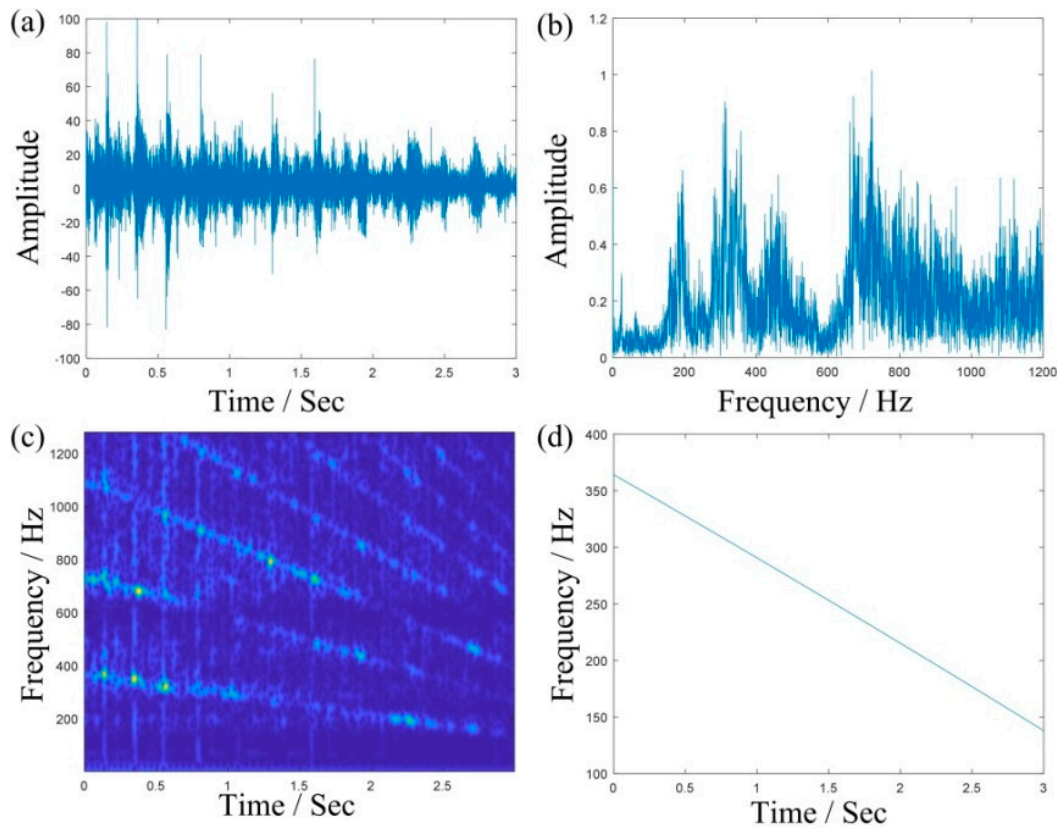 (a)
Amplitude
100
80
60
40
20
0
-20
-40
-60
-80
-100
0 0.5 1 1.5 2 2.5 3
Time / Sec
(b)
Amplitude
1.2
1
0.8
0.6
0.4
0.2
0
0 200 400 600 800 1000 1200
Frequency / Hz
(c)
Frequency / Hz
1200
1000
800
600
400
200
0 0.5 1 1.5 2 2.5
Time / Sec
(d)
Frequency / Hz
400
350
300
250
200
150
100
0 0.5 1 1.5 2 2.5 3
Time / Sec